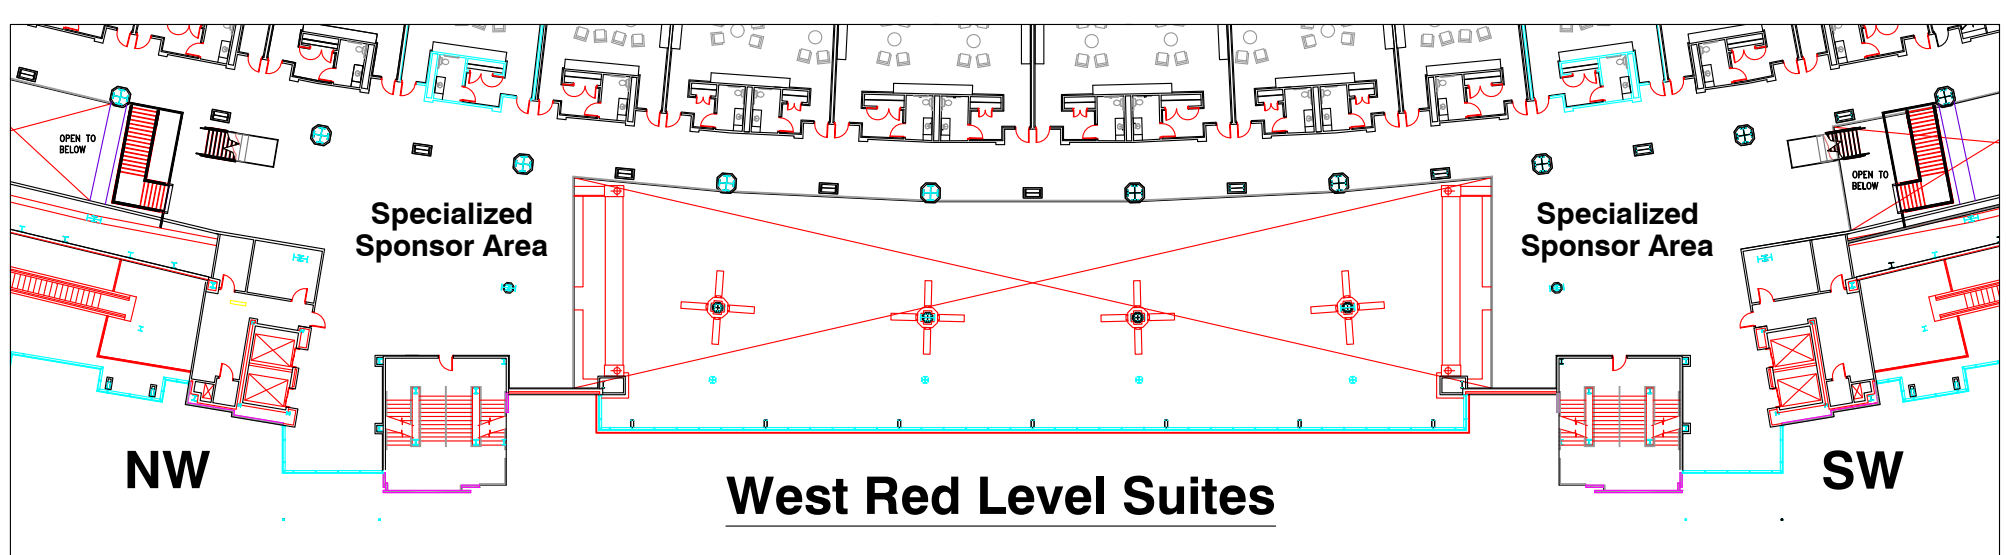 OPEN TO
BELOW
OPEN TO
BELOW
Specialized
Sponsor Area
Specialized
Sponsor Area
NW
West Red Level Suites
SW